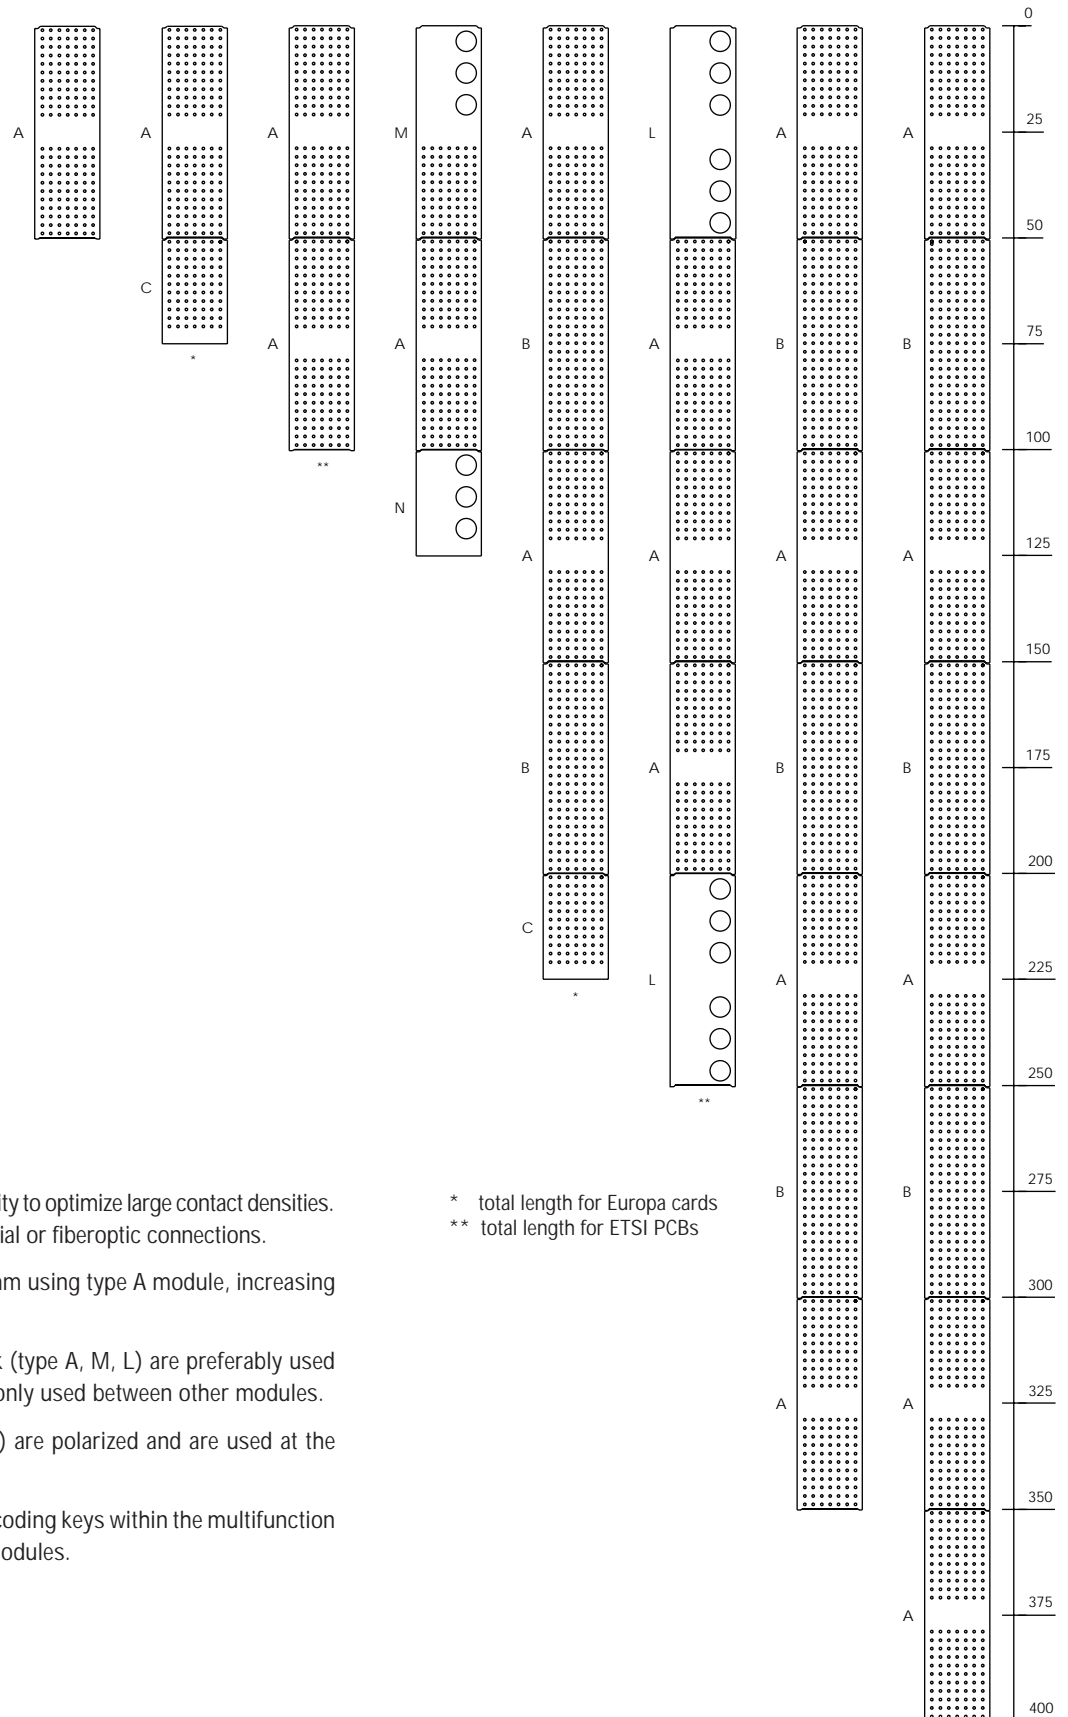 0
25
A A A M A L A A
50
C
75
A A B A B B
*
100
**
N
125
A A A A
150
175
B A B B
200
C
225
L A A
*
250
**
275
B B
300
325
A A
350
375
A
400
ity to optimize large contact densities.
ial or fiberoptic connections.
am using type A module, increasing
k (type A, M, L) are preferably used
only used between other modules.
) are polarized and are used at the
coding keys within the multifunction
odules.
* total length for Europa cards
** total length for ETSI PCBs